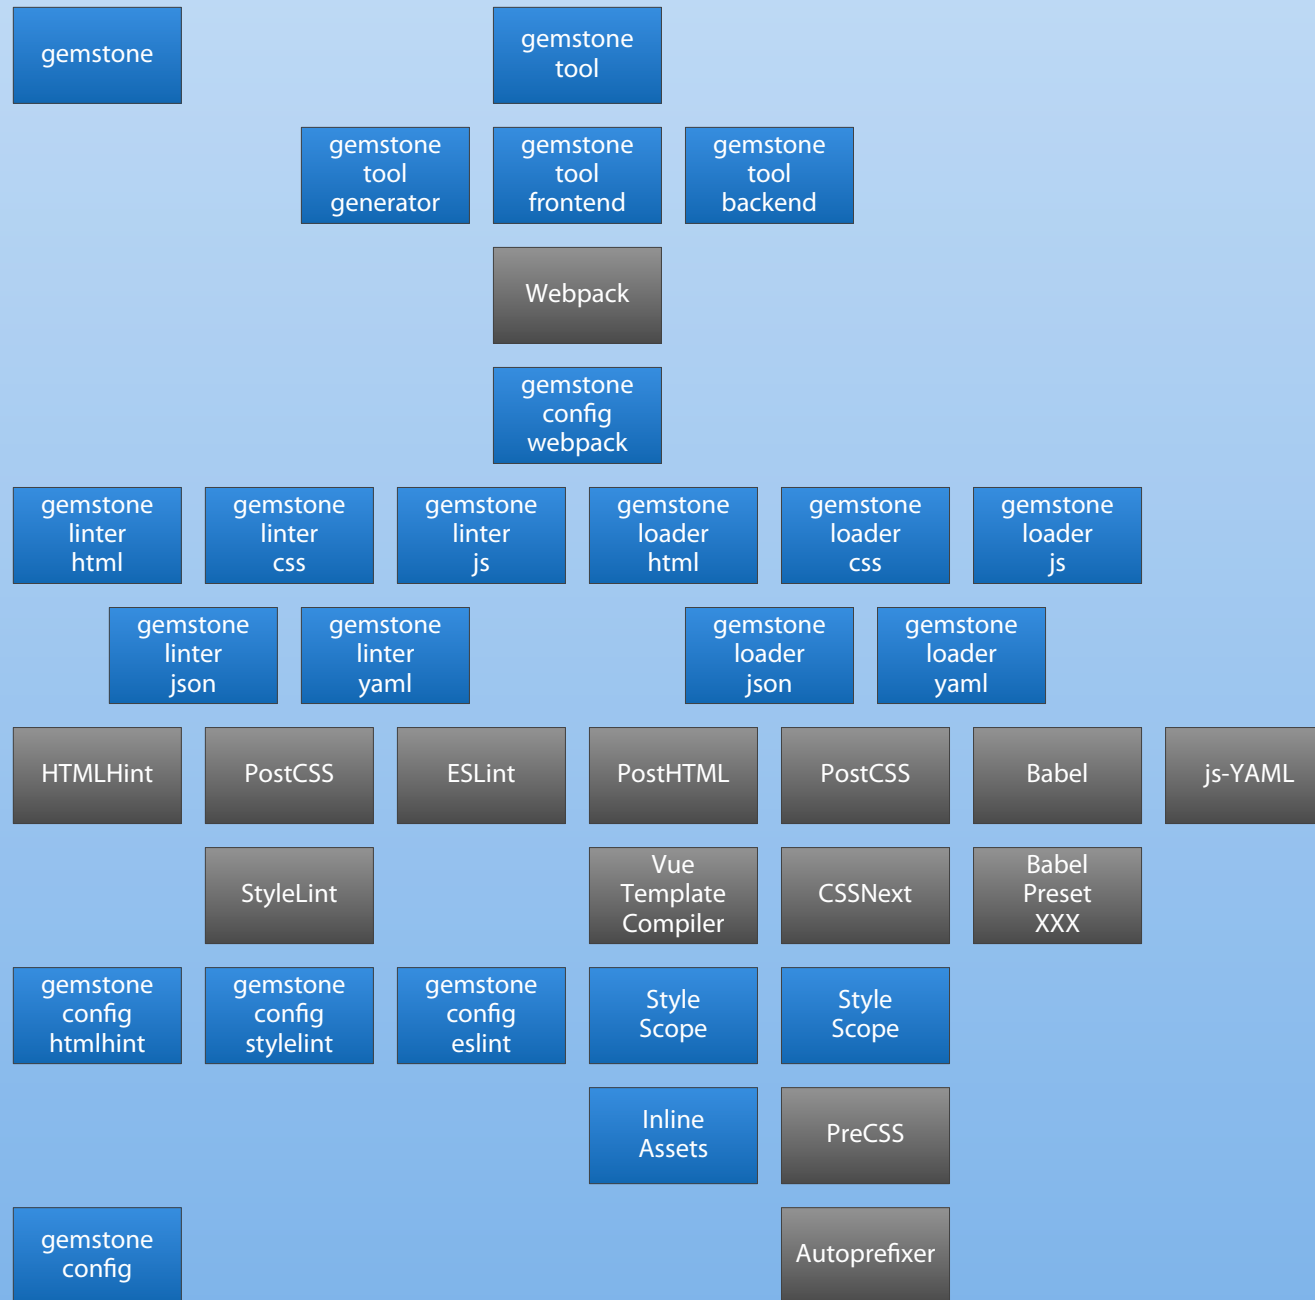 gemstone
gemstone
tool
gemstone
tool
generator
gemstone
tool
frontend
gemstone
tool
backend
Webpack
gemstone
config
webpack
gemstone
linter
html
gemstone
linter
css
gemstone
linter
js
gemstone
loader
html
gemstone
loader
css
gemstone
loader
js
gemstone
linter
json
gemstone
linter
yaml
gemstone
loader
json
gemstone
loader
yaml
HTMLHint
PostCSS
ESLint
PostHTML
PostCSS
Babel
js-YAML
StyleLint
Vue
Template
Compiler
CSSNext
Babel
Preset
XXX
gemstone
config
htmlhint
gemstone
config
stylelint
gemstone
config
eslint
Style
Scope
Style
Scope
Inline
Assets
PreCSS
gemstone
config
Autoprefixer